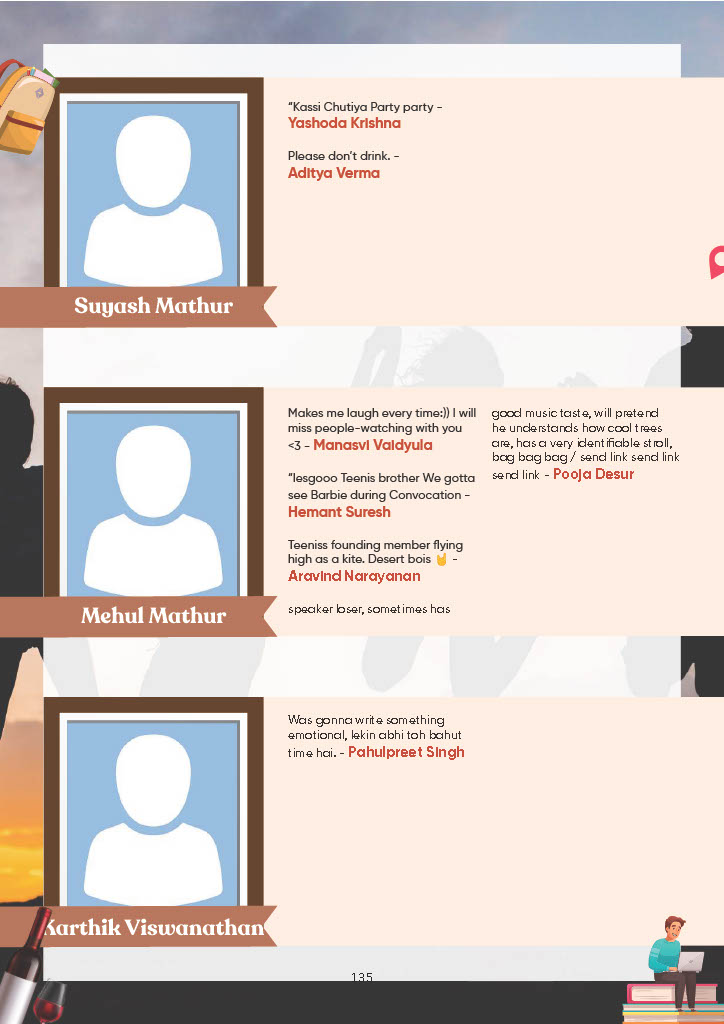 “Kassi Chutiya Party party -
Yashoda Krishna
Please don’t drink. -
Aditya Verma
Suyash Mathur
Makes me laugh every time:)) I will
miss people-watching with you
<3 - Manasvi Vaidyula
“lesgooo Teenis brother We gotta
see Barbie during Convocation -
Hemant Suresh
Teeniss founding member flying
high as a kite. Desert bois 🤘 -
Aravind Narayanan
speaker loser, sometimes has
good music taste, will pretend
he understands how cool trees
are, has a very identifiable stroll,
bag bag bag / send link send link
send link - Pooja Desur
Mehul Mathur
Was gonna write something
emotional, lekin abhi toh bahut
time hai. - Pahulpreet Singh
Karthik Viswanathan
135